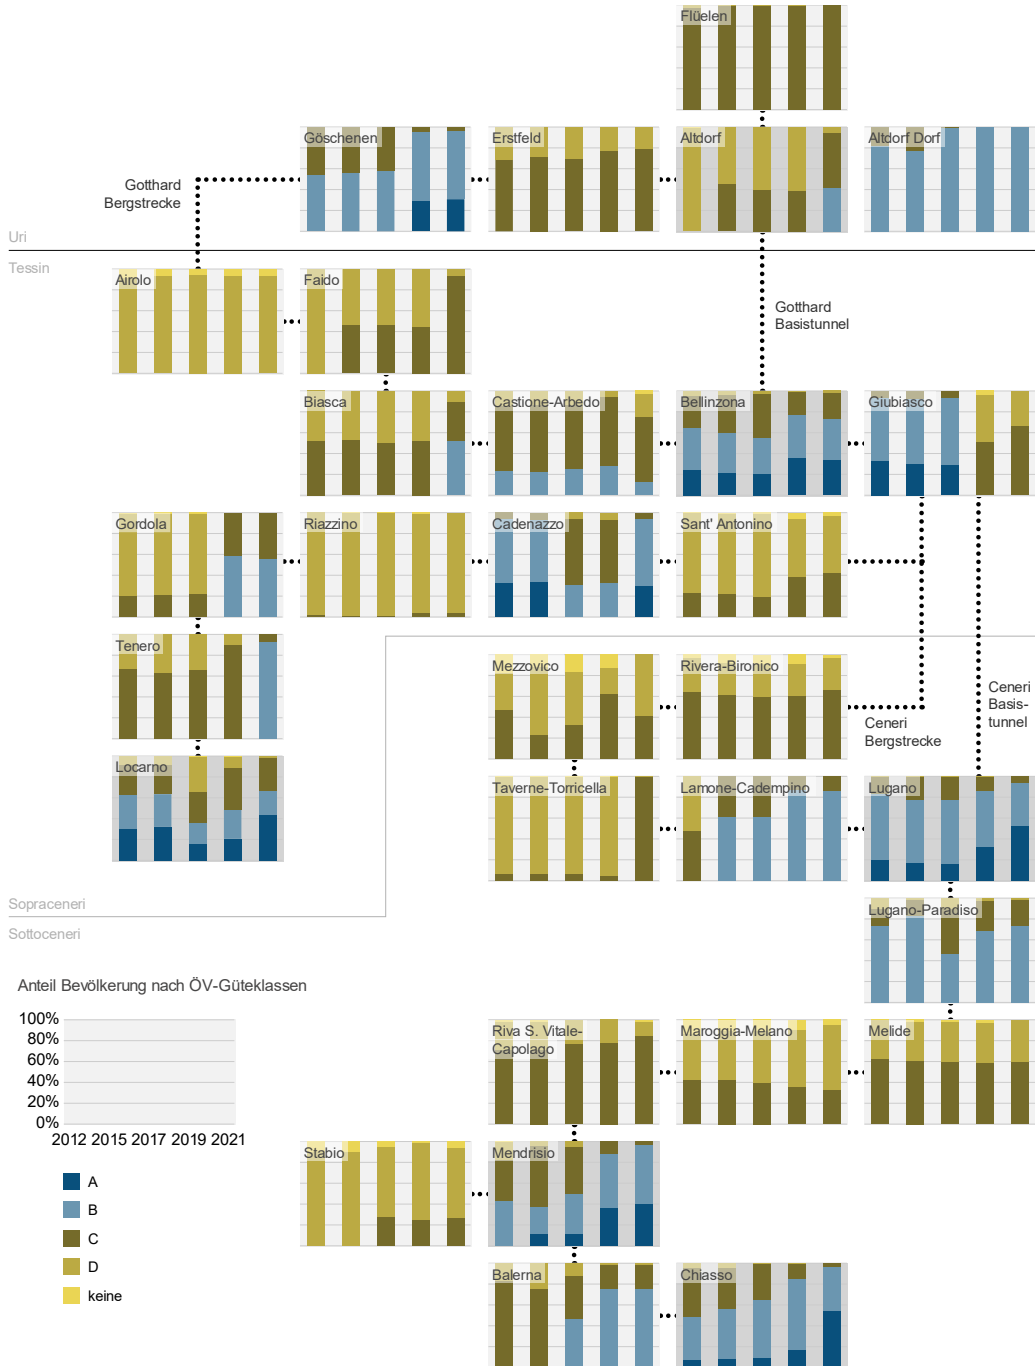 Flüelen
Göschenen
Erstfeld
Altdorf
Altdorf Dorf
Gotthard
Bergstrecke
Uri
Tessin
Airolo
Faido
Gotthard
Basistunnel
Biasca
Castione-Arbedo
Bellinzona
Giubiasco
Gordola
Riazzino
Cadenazzo
Sant' Antonino
Tenero
Mezzovico
Rivera-Bironico
Ceneri
Basis-
tunnel
Ceneri
Bergstrecke
Locarno
Taverne-Torricella
Lamone-Cadempino
Lugano
Sopraceneri
Sottoceneri
Lugano-Paradiso
Anteil Bevölkerung nach ÖV-Güteklassen
100%
80%
60%
40%
20%
0%
2012 2015 2017 2019 2021
Riva S. Vitale-
Capolago
Maroggia-Melano
Melide
Stabio
Mendrisio
A
B
C
D
keine
Balerna
Chiasso